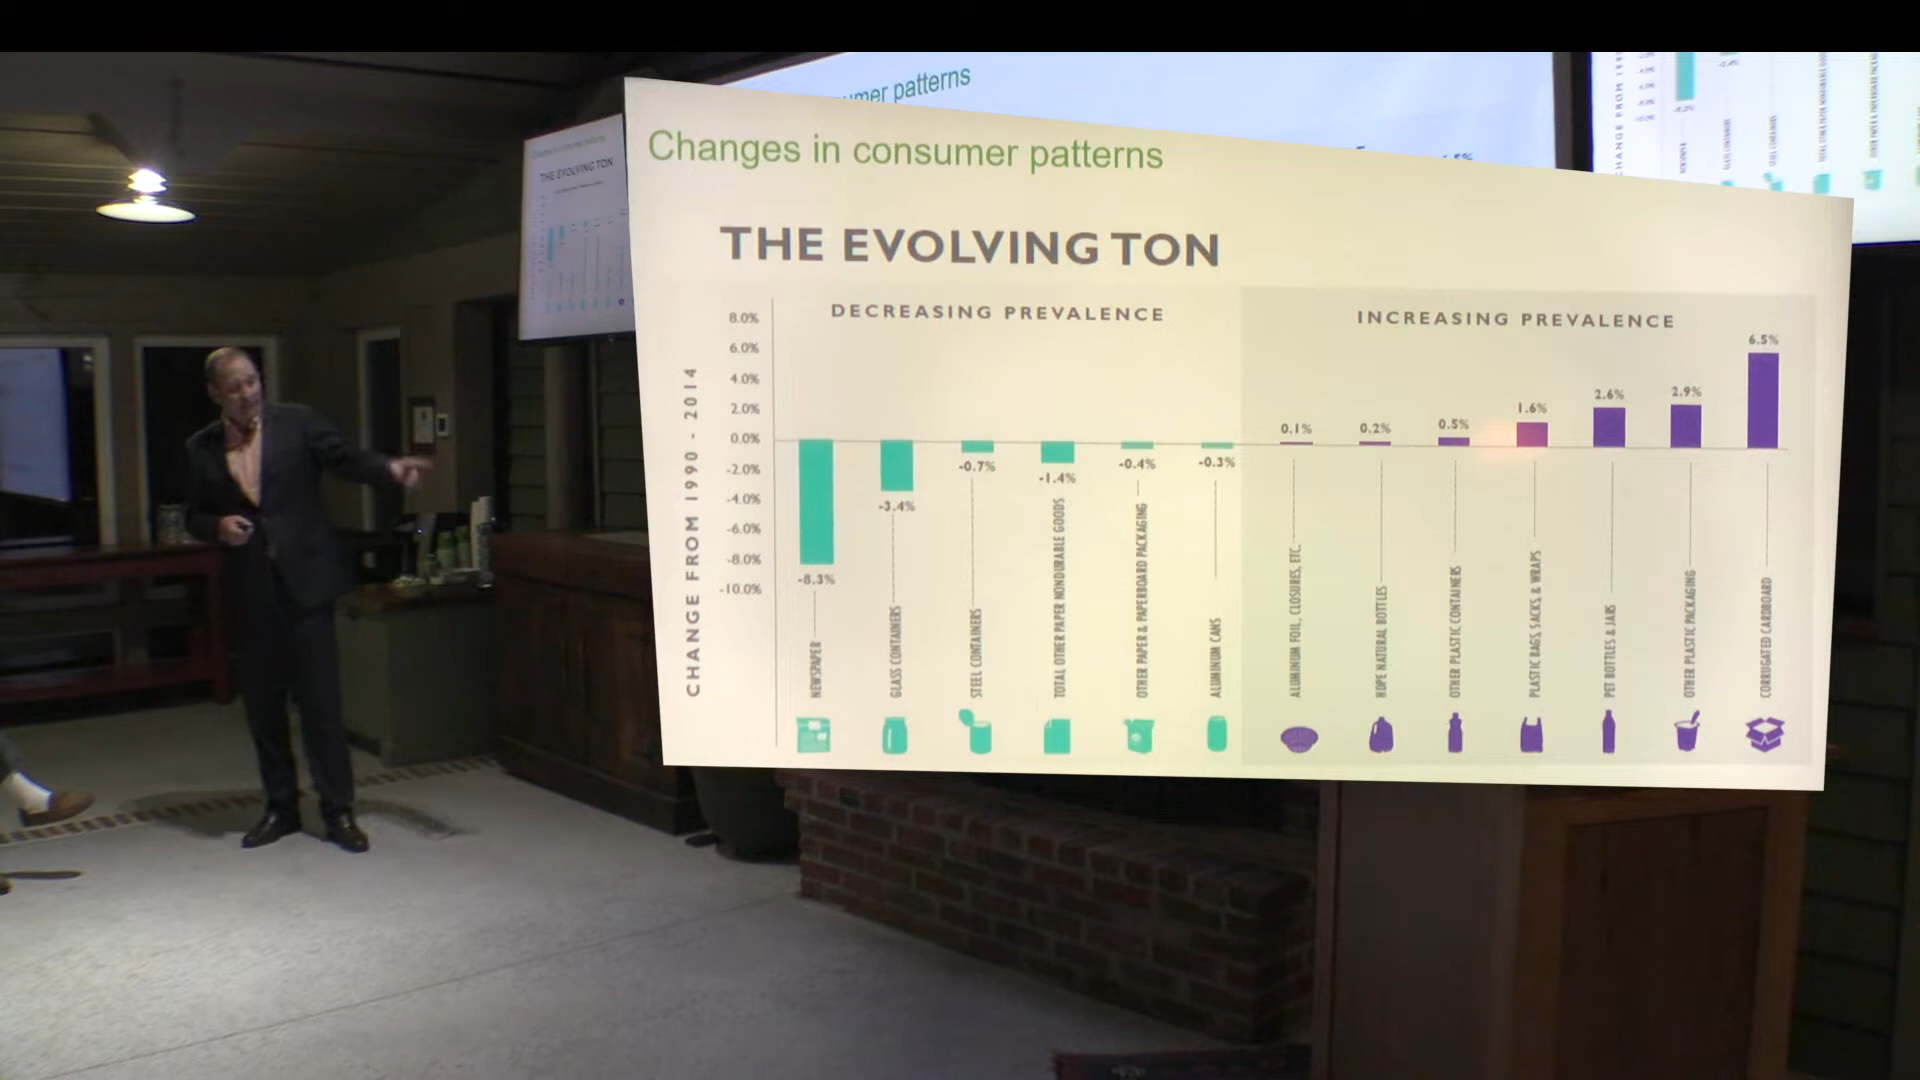 umer patterns
Changes in consumer patterns
THE EVOLVING TON
THE EVOLVING TON
DECREASING PREVALENCE
INCREASING PREVALENCE
CHANGE FROM 1990 - 2014
8.0%
6.0%
4.0%
2.0%
0.0%
-2.0%
-4.0%
-6.0%
-8.0%
-10.0%
-8.3%
-3.4%
-0.7%
-1.4%
-0.4%
-0.3%
0.1%
0.2%
0.5%
1.6%
2.6%
2.9%
6.5%
NEWSPAPER
GLASS CONTAINERS
STEEL CONTAINERS
TOTAL OTHER PAPER NONDURABLE GOODS
OTHER PAPER & PAPERBOARD PACKAGING
ALUMINUM CANS
ALUMINUM FOIL, CLOSURES, ETC.
HDPE NATURAL BOTTLES
OTHER PLASTIC CONTAINERS
PLASTIC BAGS, SACKS, & WRAPS
PET BOTTLES & JARS
OTHER PLASTIC PACKAGING
CORRUGATED CARDBOARD